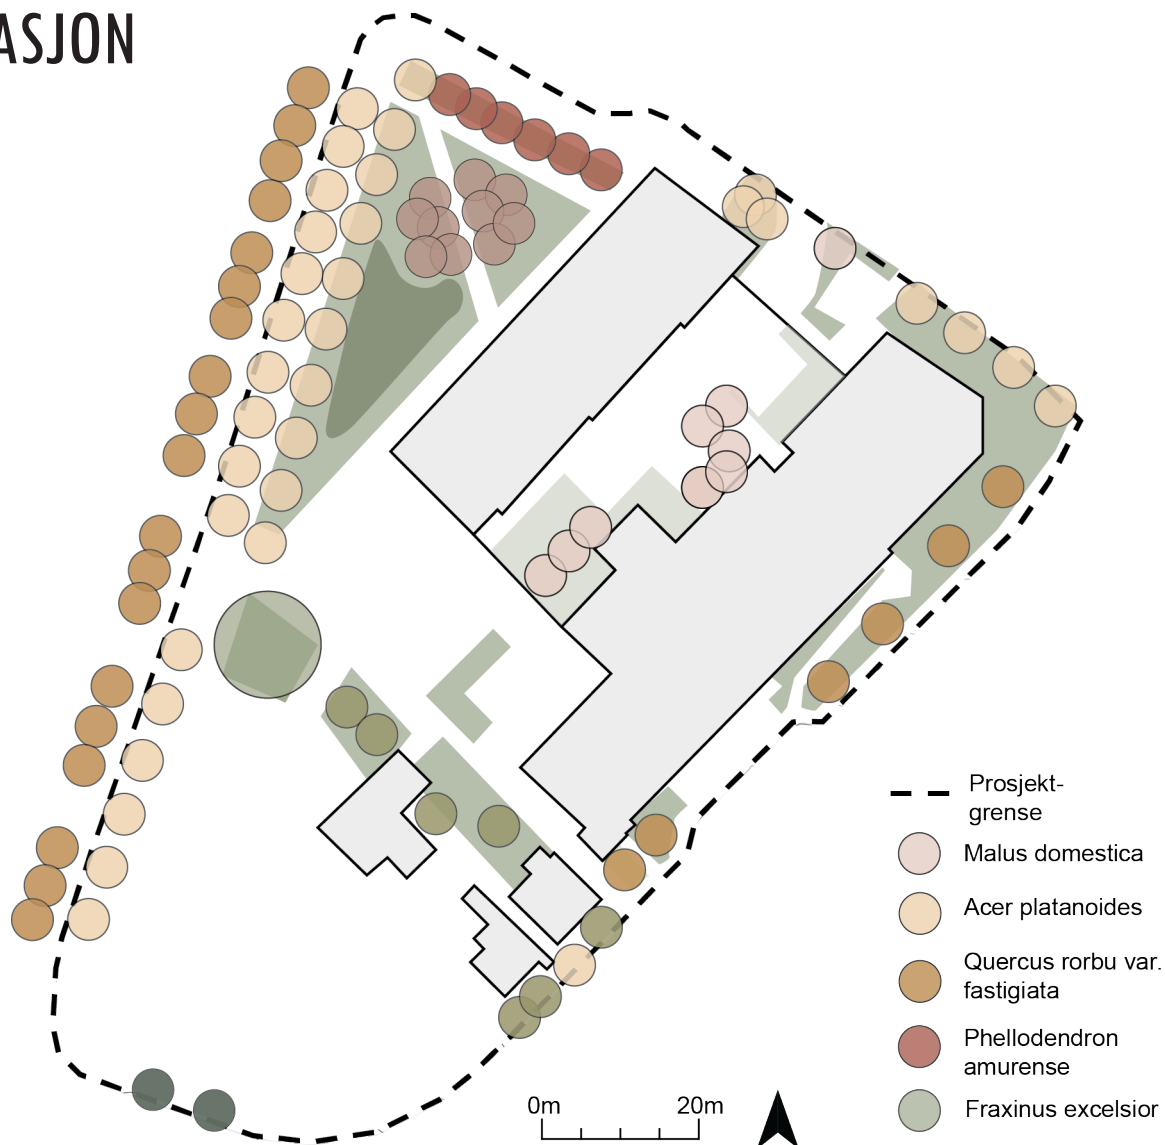 ASJON
Prosjekt-
grense
Malus domestica
Acer platanoides
Quercus rorbu var.
fastigiata
Phellodendron
amurense
Fraxinus excelsior
0m 20m